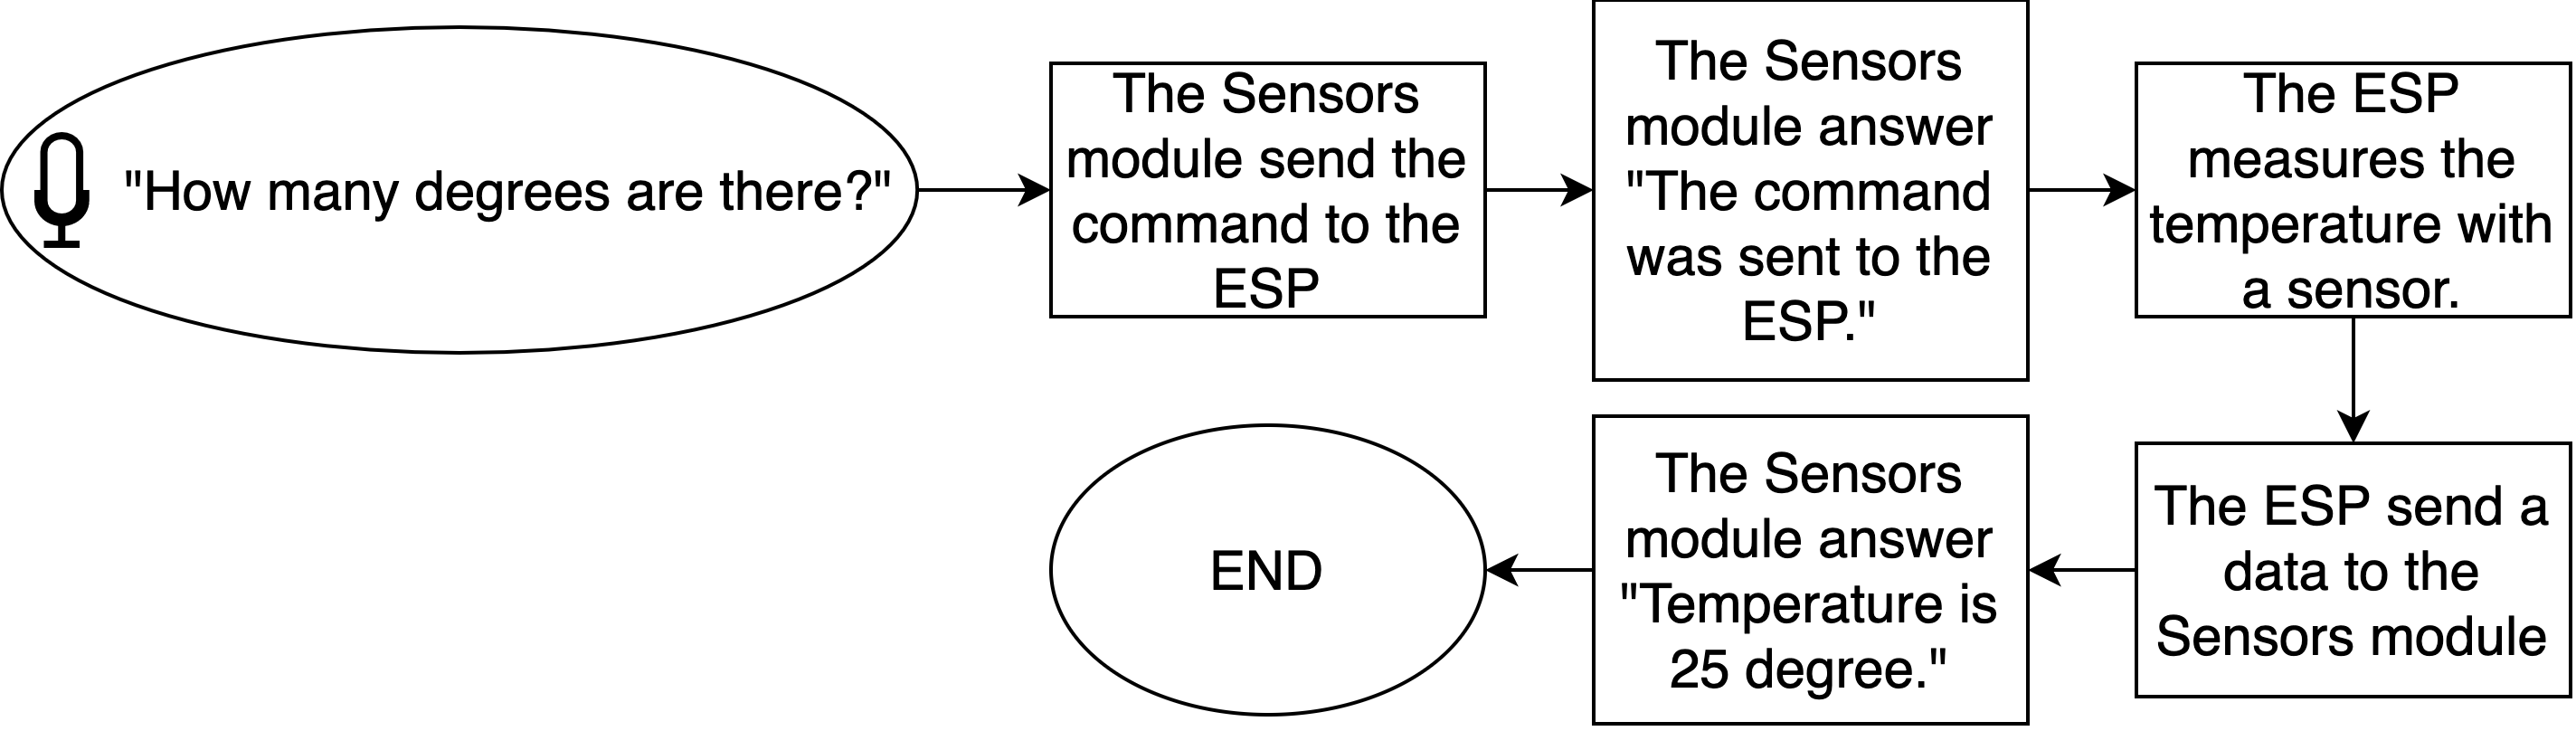 "How many degrees are there?"
The Sensors
module send the
command to the
ESP
The Sensors
module answer
"The command
was sent to the
ESP."
The ESP
measures the
temperature with
a sensor.
The ESP send a
data to the
Sensors module
The Sensors
module answer
"Temperature is
25 degree."
END